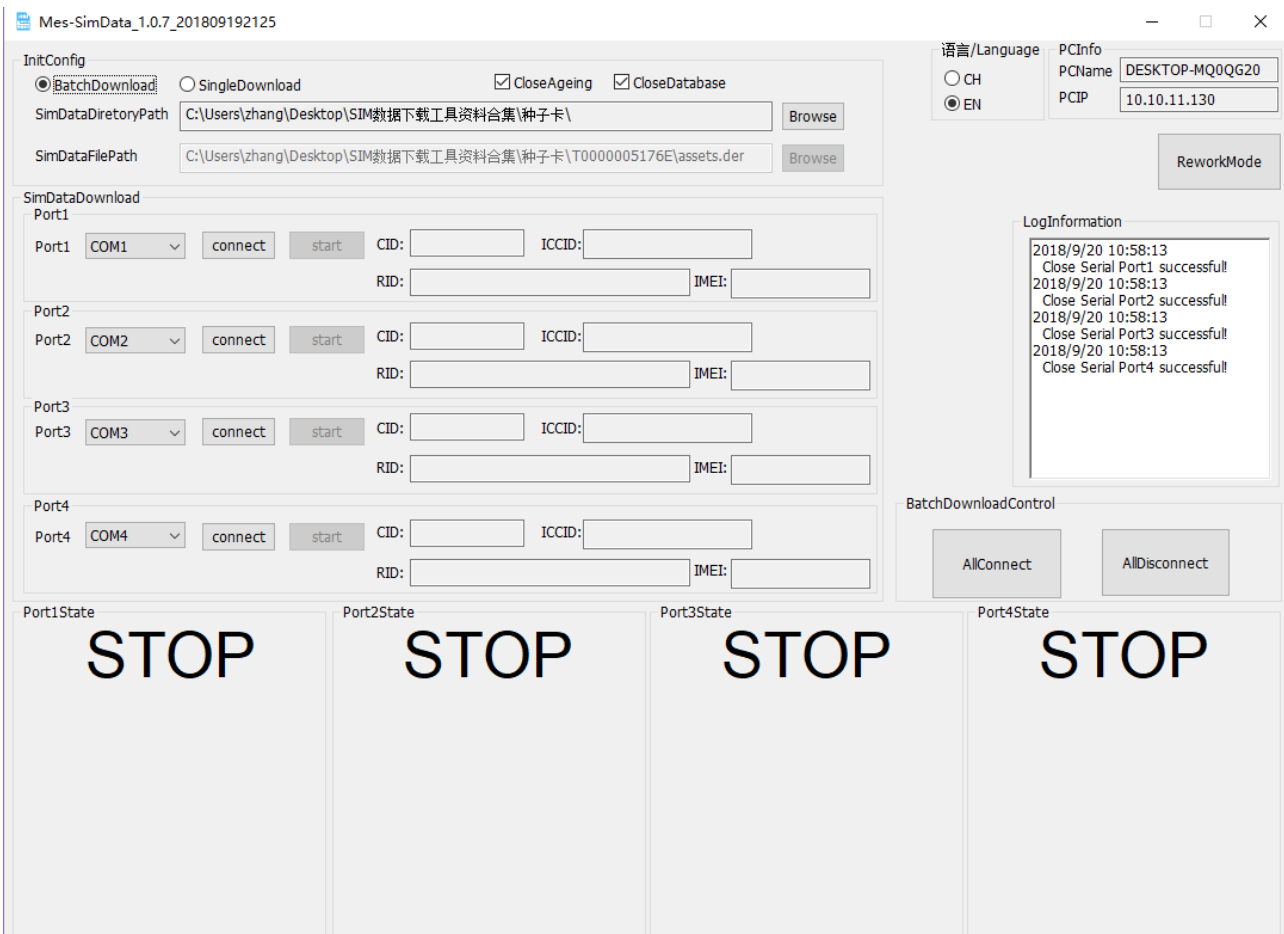 Mes-SimData_1.0.7_201809192125
InitConfig
BatchDownload SingleDownload CloseAgeing CloseDatabase
SimDataDiretoryPath C:\Users\zhang\Desktop\SIM数据下载工具资料合集\种子卡\ Browse
SimDataFilePath C:\Users\zhang\Desktop\SIM数据下载工具资料合集\种子卡\T0000005176E\assets.der Browse
语言/Language
CH
EN
PCInfo
PCName DESKTOP-MQ0QG20
PCIP 10.10.11.130
ReworkMode
SimDataDownload
Port1
Port1 COM1 connect start CID: ICCID:
RID: IMEI:
Port2
Port2 COM2 connect start CID: ICCID:
RID: IMEI:
Port3
Port3 COM3 connect start CID: ICCID:
RID: IMEI:
Port4
Port4 COM4 connect start CID: ICCID:
RID: IMEI:
LogInformation
2018/9/20 10:58:13
Close Serial Port1 successful!
2018/9/20 10:58:13
Close Serial Port2 successful!
2018/9/20 10:58:13
Close Serial Port3 successful!
2018/9/20 10:58:13
Close Serial Port4 successful!
BatchDownloadControl
AllConnect AllDisconnect
Port1State Port2State Port3State Port4State
STOP STOP STOP STOP